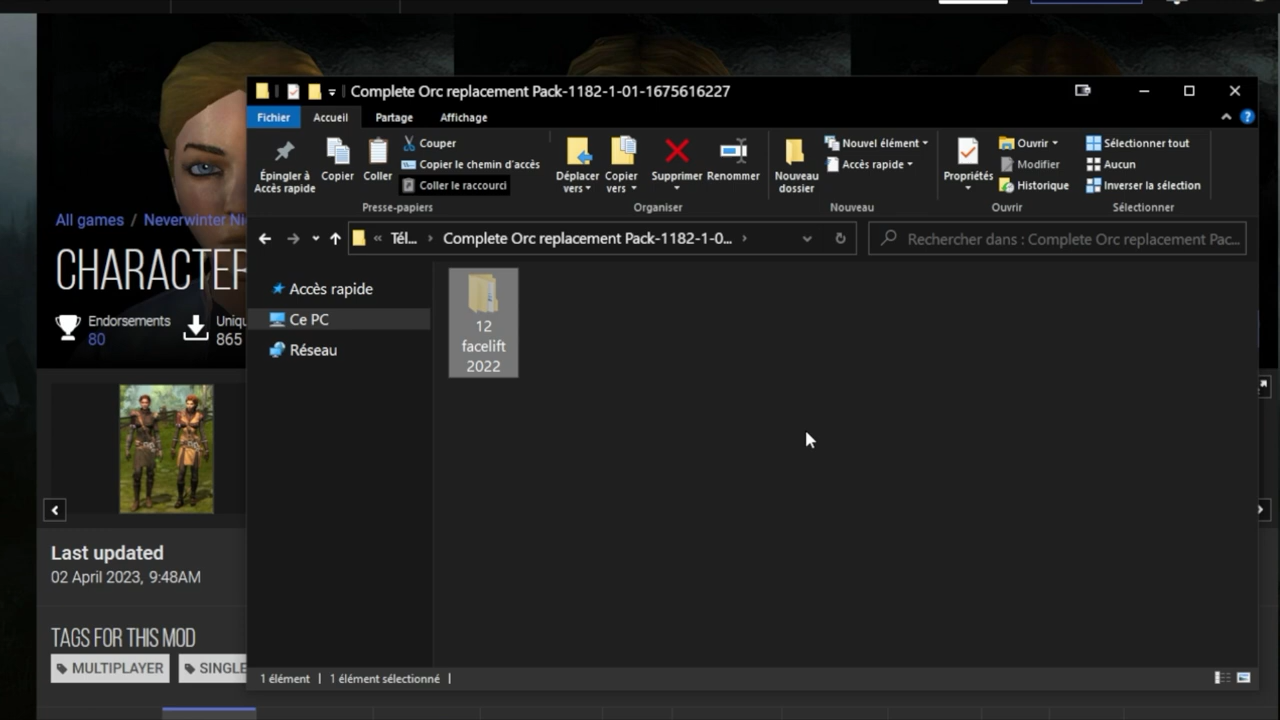 Complete Orc replacement Pack-1182-1-01-1675616227
Fichier Accueil Partage Affichage
Épingler à Accès rapide
Copier
Coller
Couper
Copier le chemin d'accès
Coller le raccourci
Presse-papiers
Déplacer vers
Copier vers
Supprimer
Renommer
Organiser
Nouveau dossier
Nouvel élément
Accès rapide
Nouveau
Propriétés
Ouvrir
Modifier
Historique
Ouvrir
Sélectionner tout
Aucun
Inverser la sélection
Sélectionner
« Tél... › Complete Orc replacement Pack-1182-1-0... ›
Rechercher dans : Complete Orc replacement Pac...
Accès rapide
Ce PC
Réseau
12
facelift
2022
1 élément | 1 élément sélectionné |
All games / Neverwinter Ni
CHARACTER
Endorsements
80
Uniqu
865
Last updated
02 April 2023, 9:48AM
TAGS FOR THIS MOD
MULTIPLAYER SINGLE